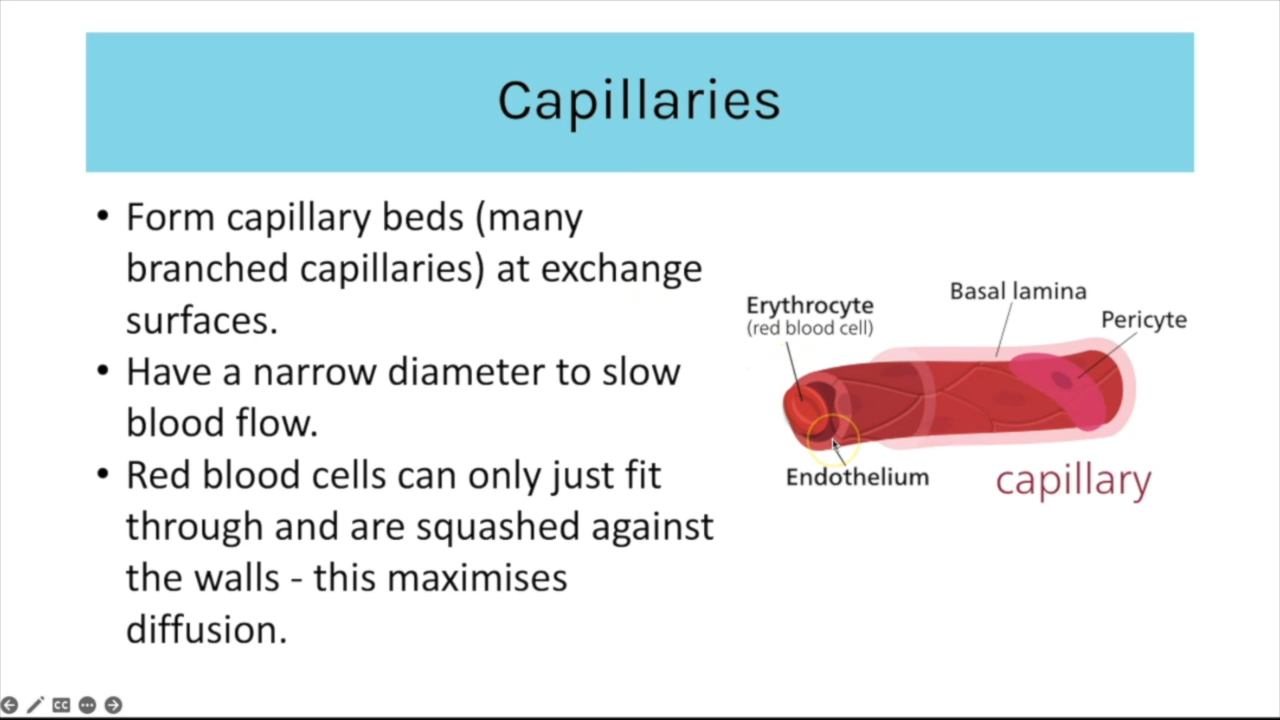 Capillaries
• Form capillary beds (many
branched capillaries) at exchange
surfaces.
• Have a narrow diameter to slow
blood flow.
• Red blood cells can only just fit
through and are squashed against
the walls - this maximises
diffusion.
Erythrocyte
(red blood cell)
Basal lamina
Pericyte
Endothelium
capillary
CC